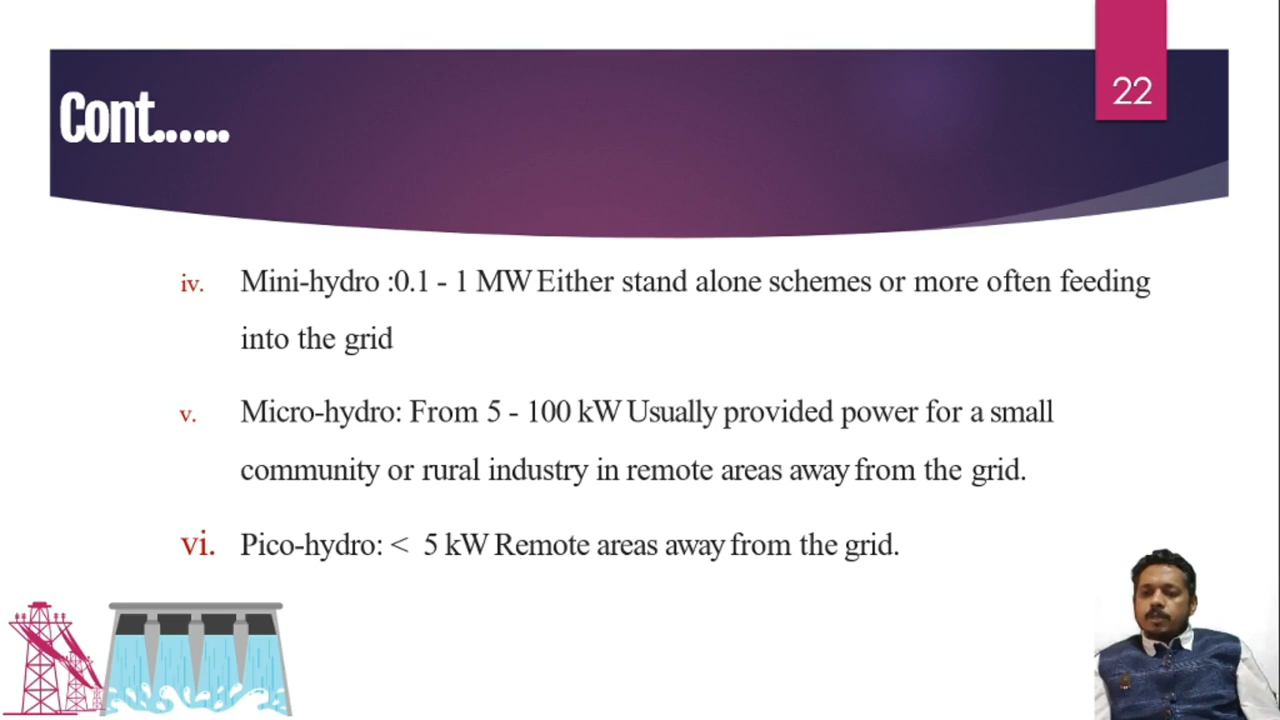 22
Cont......
iv. Mini-hydro :0.1 - 1 MW Either stand alone schemes or more often feeding
into the grid
v. Micro-hydro: From 5 - 100 kW Usually provided power for a small
community or rural industry in remote areas away from the grid.
vi. Pico-hydro: < 5 kW Remote areas away from the grid.